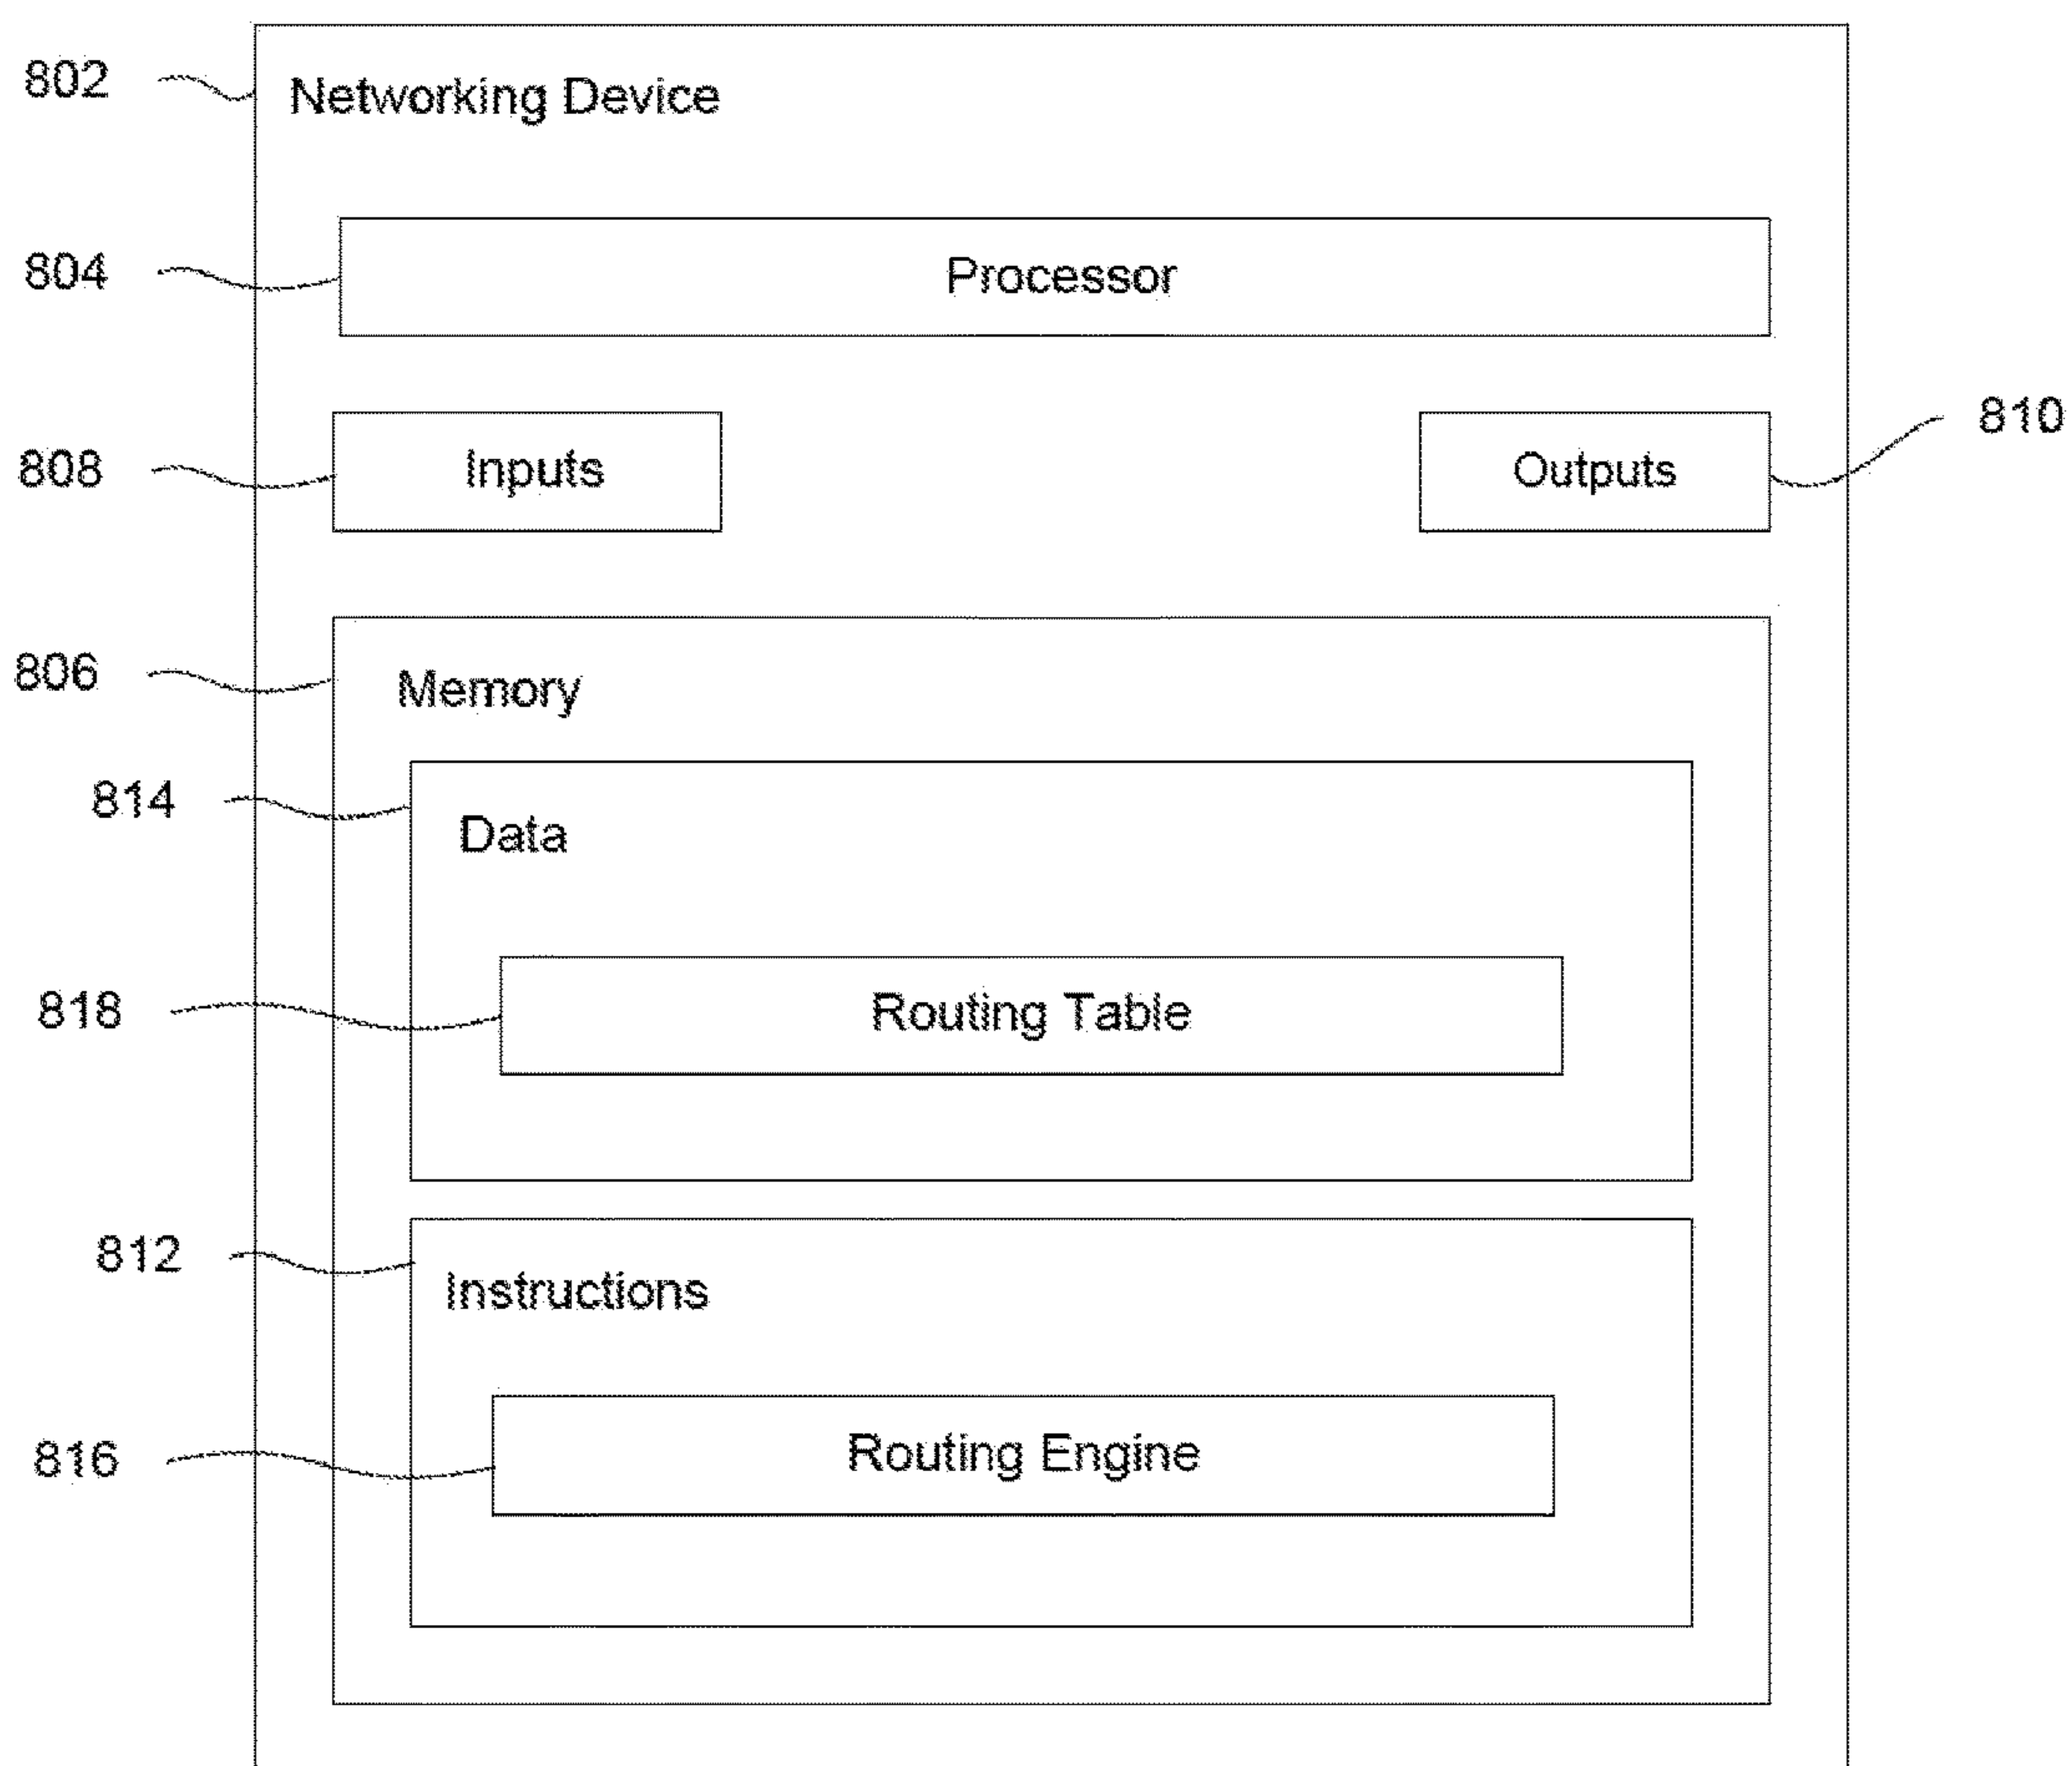 802
Networking Device
804
Processor
808
Inputs
Outputs
810
806
Memory
814
Data
818
Routing Table
812
Instructions
816
Routing Engine